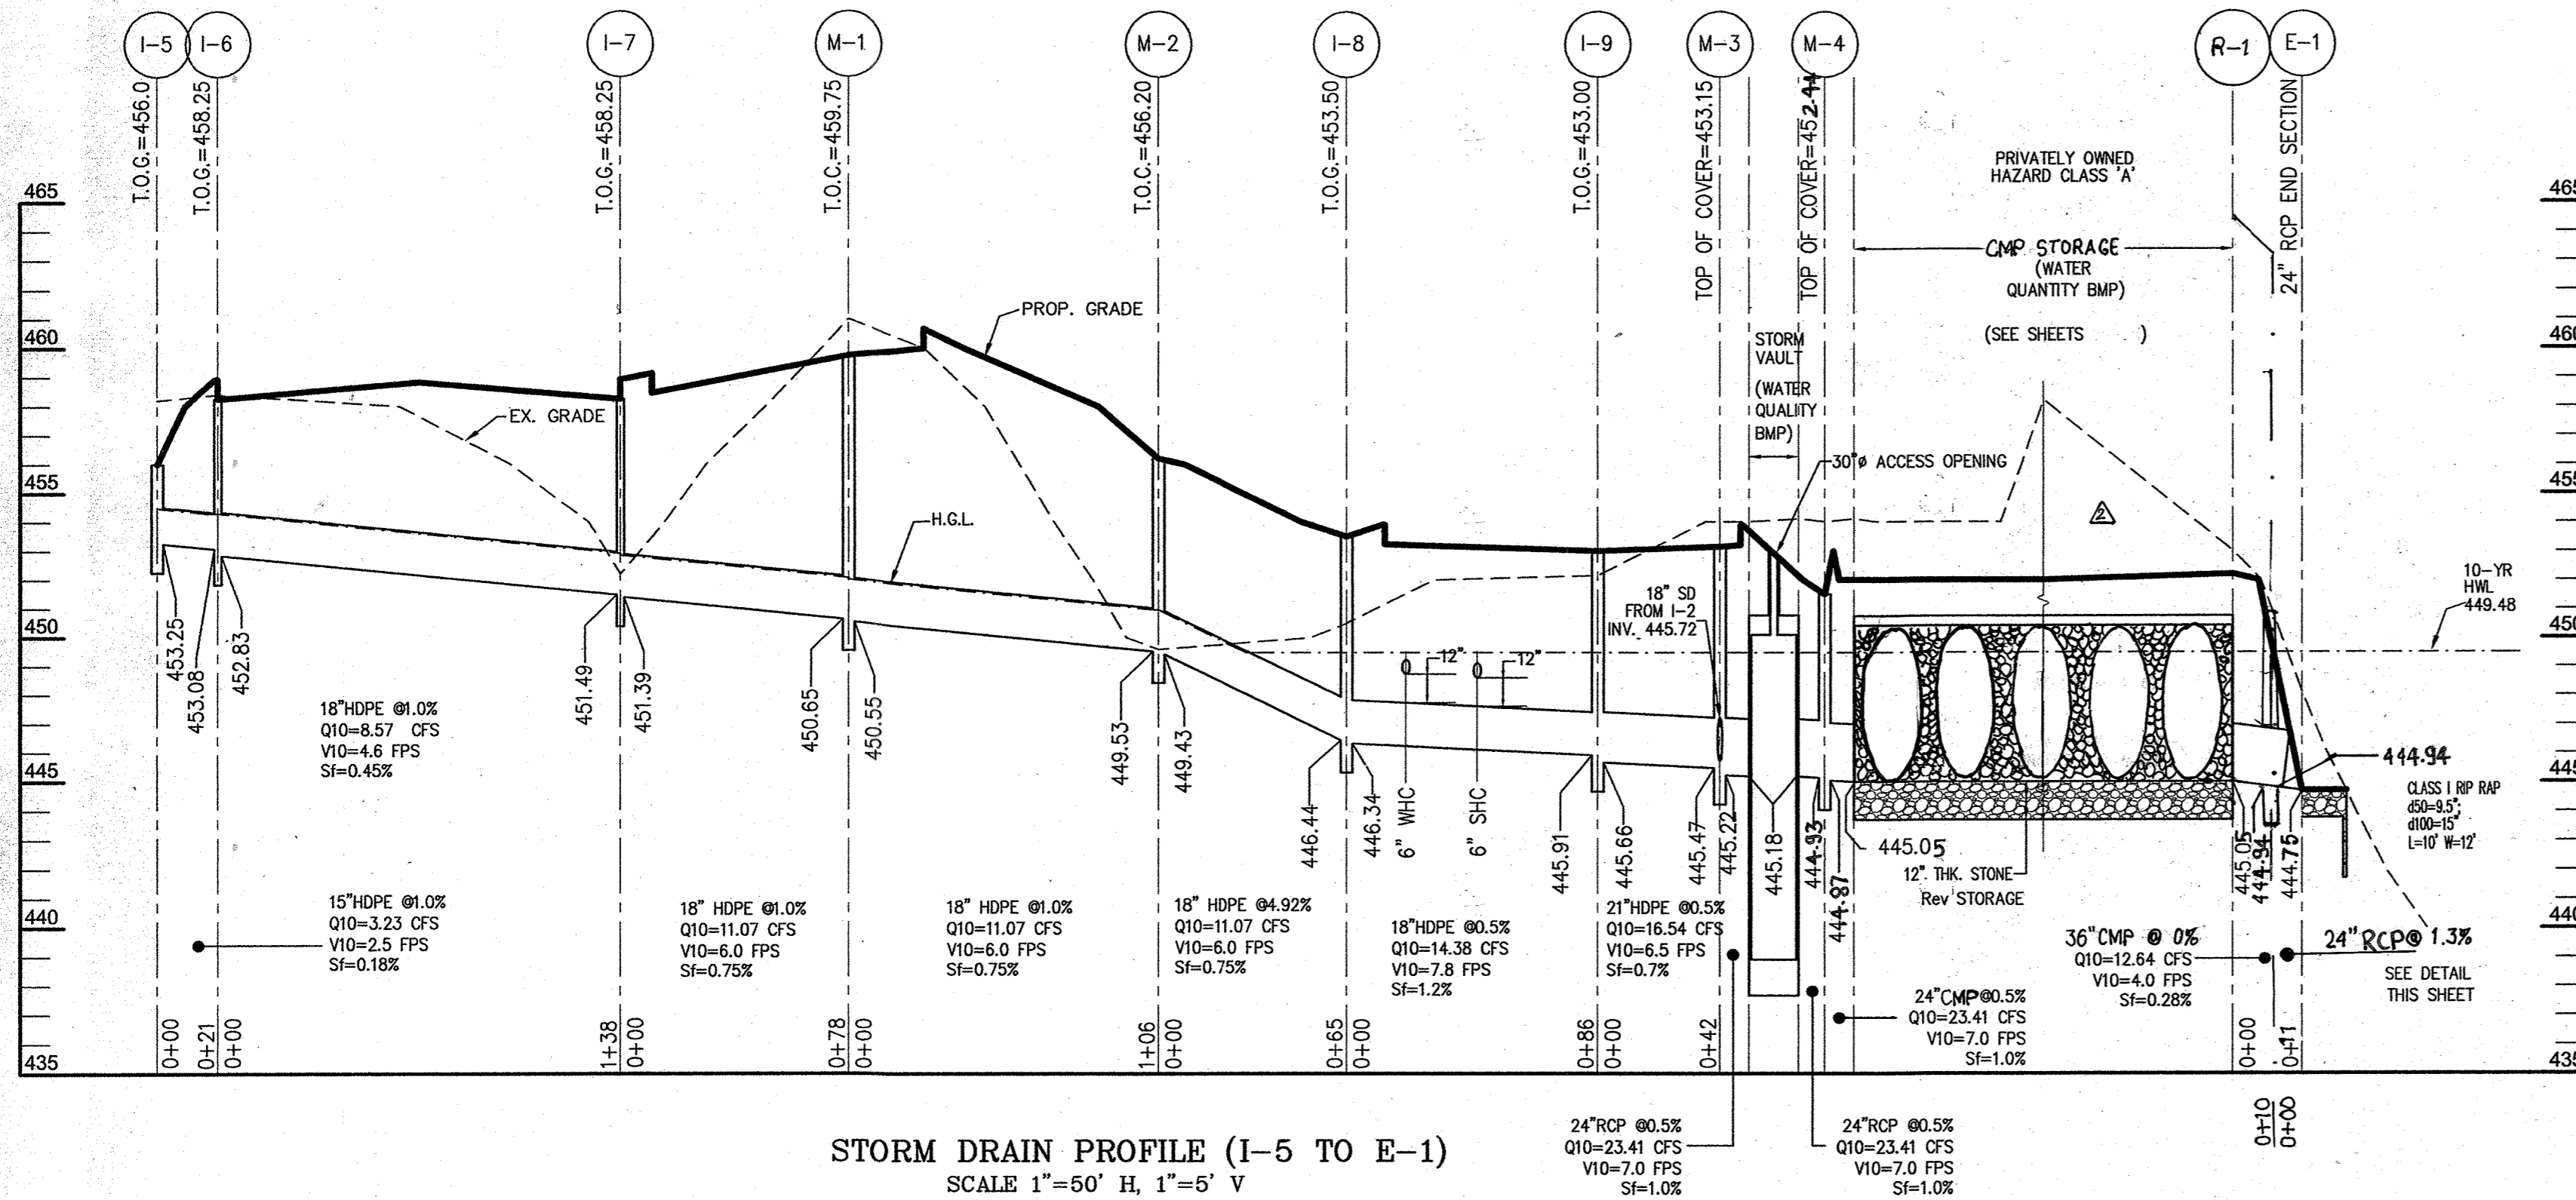 I-5
I-6
I-7
M-1
M-2
I-8
I-9
M-3
M-4
R-1
E-1
T.O.G.=456.0
T.O.G.=458.25
T.O.G.=458.25
T.O.C.=459.75
T.O.C.=456.20
T.O.G.=453.50
T.O.G.=453.00
TOP OF COVER=453.15
TOP OF COVER=452.44
24" RCP END SECTION
PRIVATELY OWNED
HAZARD CLASS 'A'
CMP STORAGE
(WATER
QUANTITY BMP)
(SEE SHEETS )
STORM
VAULT
(WATER
QUALITY
BMP)
30"Ø ACCESS OPENING
PROP. GRADE
EX. GRADE
H.G.L.
2
10-YR
HWL
449.48
18" SD
FROM I-2
INV. 445.72
12"
12"
465
460
455
450
445
440
435
465
460
455
450
445
440
435
453.25
453.08
452.83
451.49
451.39
450.65
450.55
449.53
449.43
446.44
446.34
6" WHC
6" SHC
445.91
445.66
445.47
445.22
445.18
444.93
444.87
445.05
12" THK. STONE
Rev STORAGE
445.05
444.94
444.75
444.94
CLASS I RIP RAP
d50=9.5";
d100=15"
L=10' W=12'
18"HDPE @1.0%
Q10=8.57 CFS
V10=4.6 FPS
Sf=0.45%
15"HDPE @1.0%
Q10=3.23 CFS
V10=2.5 FPS
Sf=0.18%
18" HDPE @1.0%
Q10=11.07 CFS
V10=6.0 FPS
Sf=0.75%
18" HDPE @1.0%
Q10=11.07 CFS
V10=6.0 FPS
Sf=0.75%
18" HDPE @4.92%
Q10=11.07 CFS
V10=6.0 FPS
Sf=0.75%
18"HDPE @0.5%
Q10=14.38 CFS
V10=7.8 FPS
Sf=1.2%
21"HDPE @0.5%
Q10=16.54 CFS
V10=6.5 FPS
Sf=0.7%
24"CMP@0.5%
Q10=23.41 CFS
V10=7.0 FPS
Sf=1.0%
36"CMP @ 0%
Q10=12.64 CFS
V10=4.0 FPS
Sf=0.28%
24"RCP@ 1.3%
SEE DETAIL
THIS SHEET
0+00
0+21
0+00
1+38
0+00
0+78
0+00
1+06
0+00
0+65
0+00
0+86
0+00
0+42
0+00
0+11
0+10
0+00
24"RCP @0.5%
Q10=23.41 CFS
V10=7.0 FPS
Sf=1.0%
24"RCP @0.5%
Q10=23.41 CFS
V10=7.0 FPS
Sf=1.0%
STORM DRAIN PROFILE (I-5 TO E-1)
SCALE 1"=50' H, 1"=5' V